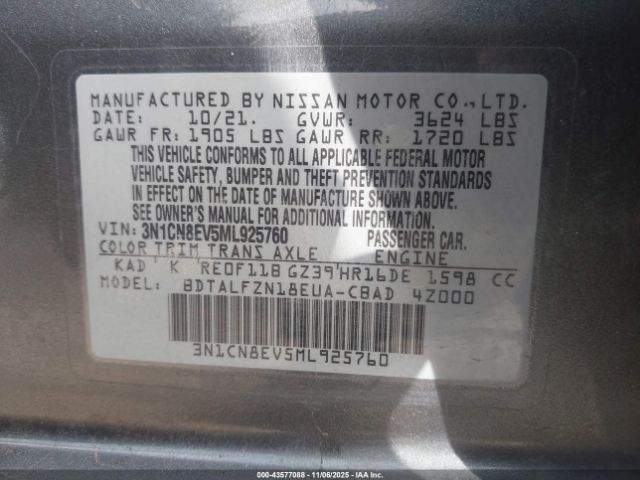 MANUFACTURED BY NISSAN MOTOR CO., LTD.
DATE: 10/21. GVWR: 3624 LBS
GAWR FR: 1905 LBS GAWR RR: 1720 LBS
THIS VEHICLE CONFORMS TO ALL APPLICABLE FEDERAL MOTOR
VEHICLE SAFETY, BUMPER AND THEFT PREVENTION STANDARDS
IN EFFECT ON THE DATE OF MANUFACTURE SHOWN ABOVE.
SEE OWNER'S MANUAL FOR ADDITIONAL INFORMATION.
VIN: 3N1CN8EV5ML925760 PASSENGER CAR.
COLOR TRIM TRANS AXLE ENGINE
KAD K RE0F11B GZ39 HR16DE 1598 CC
MODEL: BDTALFZN18EUA-CBAD 4Z000
3N1CN8EV5ML925760
000-43577088 - 11/06/2025 - IAA Inc.